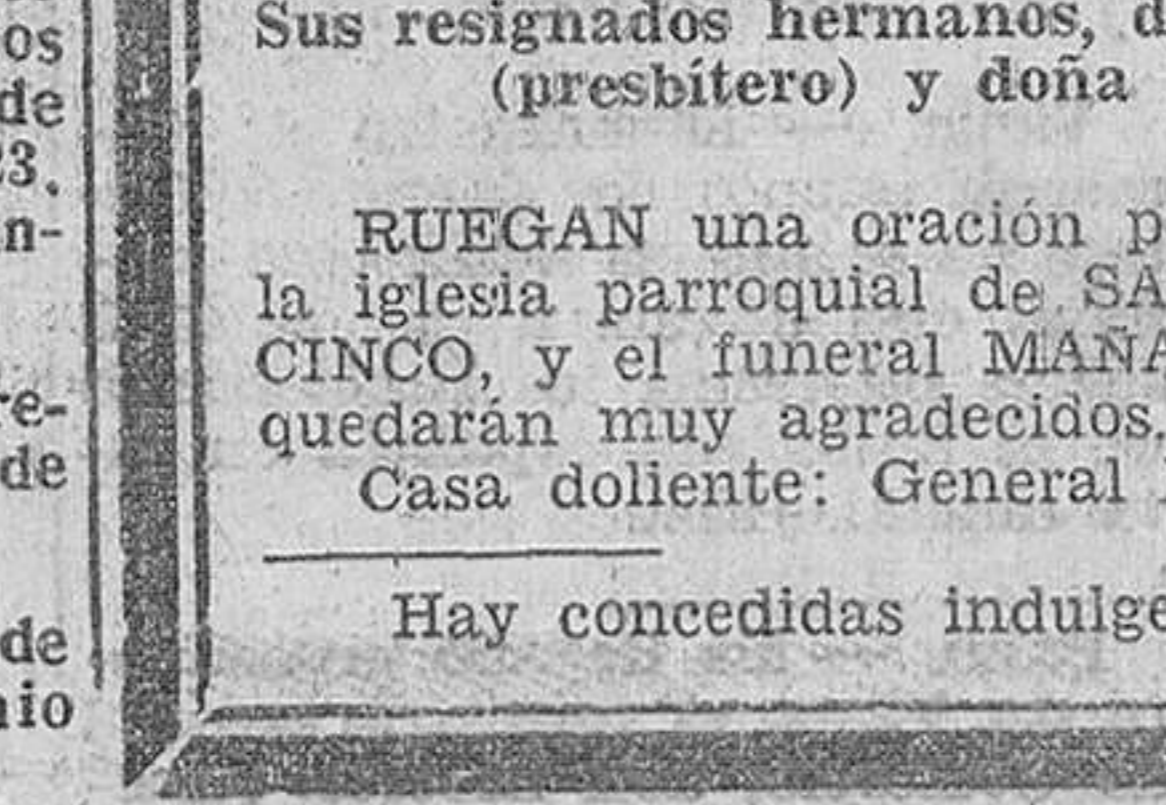 os
de
23.
n-
re-
de
de
nio
Sus resignados hermanos, d
(presbítero) y doña
RUEGAN una oración p
la iglesia parroquial de SA
CINCO, y el funeral MAÑA
quedarán muy agradecidos.
Casa doliente: General
Hay concedidas indulge